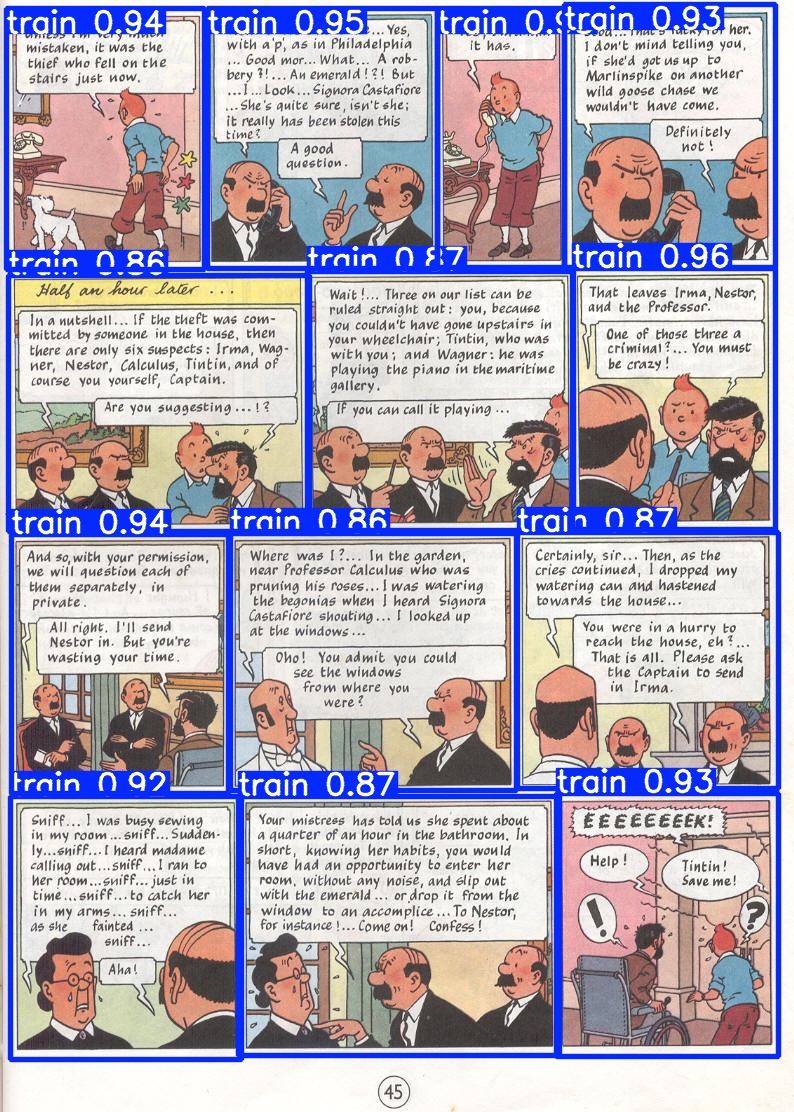 train 0.94
unless I'm very much
mistaken, it was the
thief who fell on the
stairs just now.
train 0.95
... Yes,
with a 'p', as in Philadelphia
... Good mor... What... A rob-
bery?!... An emerald!?! But
...I...Look...Signora Castafiore
...She's quite sure, isn't she;
it really has been stolen this
time?
A good
question.
train
it has.
train 0.93
Good... That's lucky for her.
I don't mind telling you,
if she'd got us up to
Marlinspike on another
wild goose chase we
wouldn't have come.
Definitely
not!
train 0.86
Half an hour later ...
In a nutshell... If the theft was com-
mitted by someone in the house, then
there are only six suspects: Irma, Wag-
ner, Nestor, Calculus, Tintin, and of
course you yourself, Captain.
Are you suggesting ...!?
train 0.87
Wait!... Three on our list can be
ruled straight out: you, because
you couldn't have gone upstairs in
your wheelchair; Tintin, who was
with you; and Wagner: he was
playing the piano in the maritime
gallery.
If you can call it playing ...
train 0.96
That leaves Irma, Nestor,
and the Professor.
One of those three a
criminal?... You must
be crazy!
train 0.94
And so, with your permission,
we will question each of
them separately, in
private.
All right. I'll send
Nestor in. But you're
wasting your time.
train 0.86
Where was I?... In the garden,
near Professor Calculus who was
pruning his roses... I was watering
the begonias when I heard Signora
Castafiore shouting... I looked up
at the windows...
Oho! You admit you could
see the windows
from where you
were?
train 0.87
Certainly, sir... Then, as the
cries continued, I dropped my
watering can and hastened
towards the house...
You were in a hurry to
reach the house, eh?...
That is all. Please ask
the Captain to send
in Irma.
train 0.92
Sniff... I was busy sewing
in my room...sniff... Sudden-
ly...sniff...I heard madame
calling out...sniff...I ran to
her room...sniff...just in
time...sniff...to catch her
in my arms...sniff...
as she fainted ...
sniff...
Aha!
train 0.87
Your mistress has told us she spent about
a quarter of an hour in the bathroom. In
short, knowing her habits, you would
have had an opportunity to enter her
room, without any noise, and slip out
with the emerald... or drop it from the
window to an accomplice... To Nestor,
for instance!... Come on! Confess!
train 0.93
EEEEEEEEK!
Help!
Tintin!
Save me!
!
?
45